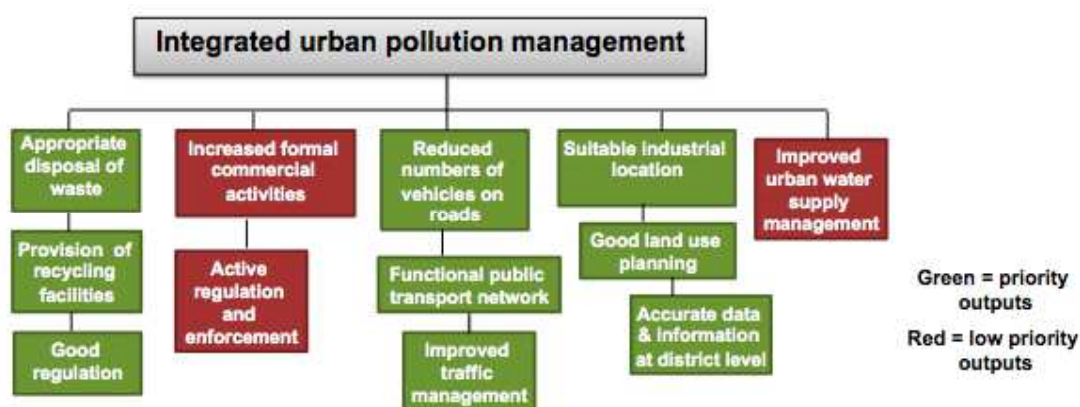 Integrated urban pollution management
Appropriate
disposal of
waste
Provision of
recycling
facilities
Good
regulation
Increased formal
commercial
activities
Active
regulation
and
enforcement
Reduced
numbers of
vehicles on
roads
Functional public
transport network
Improved
traffic
management
Suitable industrial
location
Good land use
planning
Accurate data
& information
at district level
Improved
urban water
supply
management
Green = priority
outputs
Red = low priority
outputs